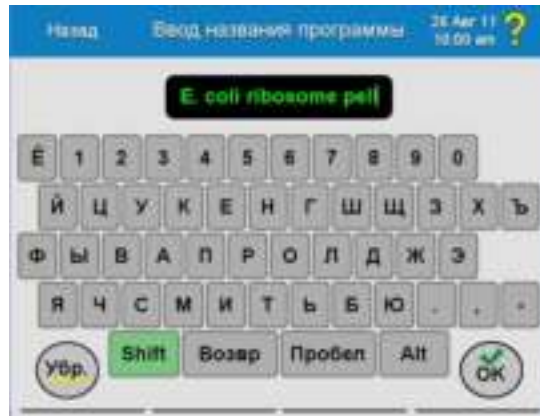 Назад Ввод названия программы 26 Авг 11
10:00 am ?
E. coli ribosome pell
Ё 1 2 3 4 5 6 7 8 9 0
Й Ц У К Е Н Г Ш Щ З Х Ъ
Ф Ы В А П Р О Л Д Ж Э
Я Ч С М И Т Ь Б Ю . ,
Убр. Shift Возвр Пробел Alt OK